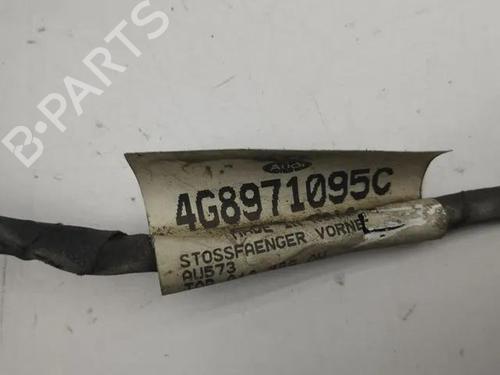 B-PARTS
Audi
4G8971095C
MADE IN
STOSSFAENGER VORNE
AU573